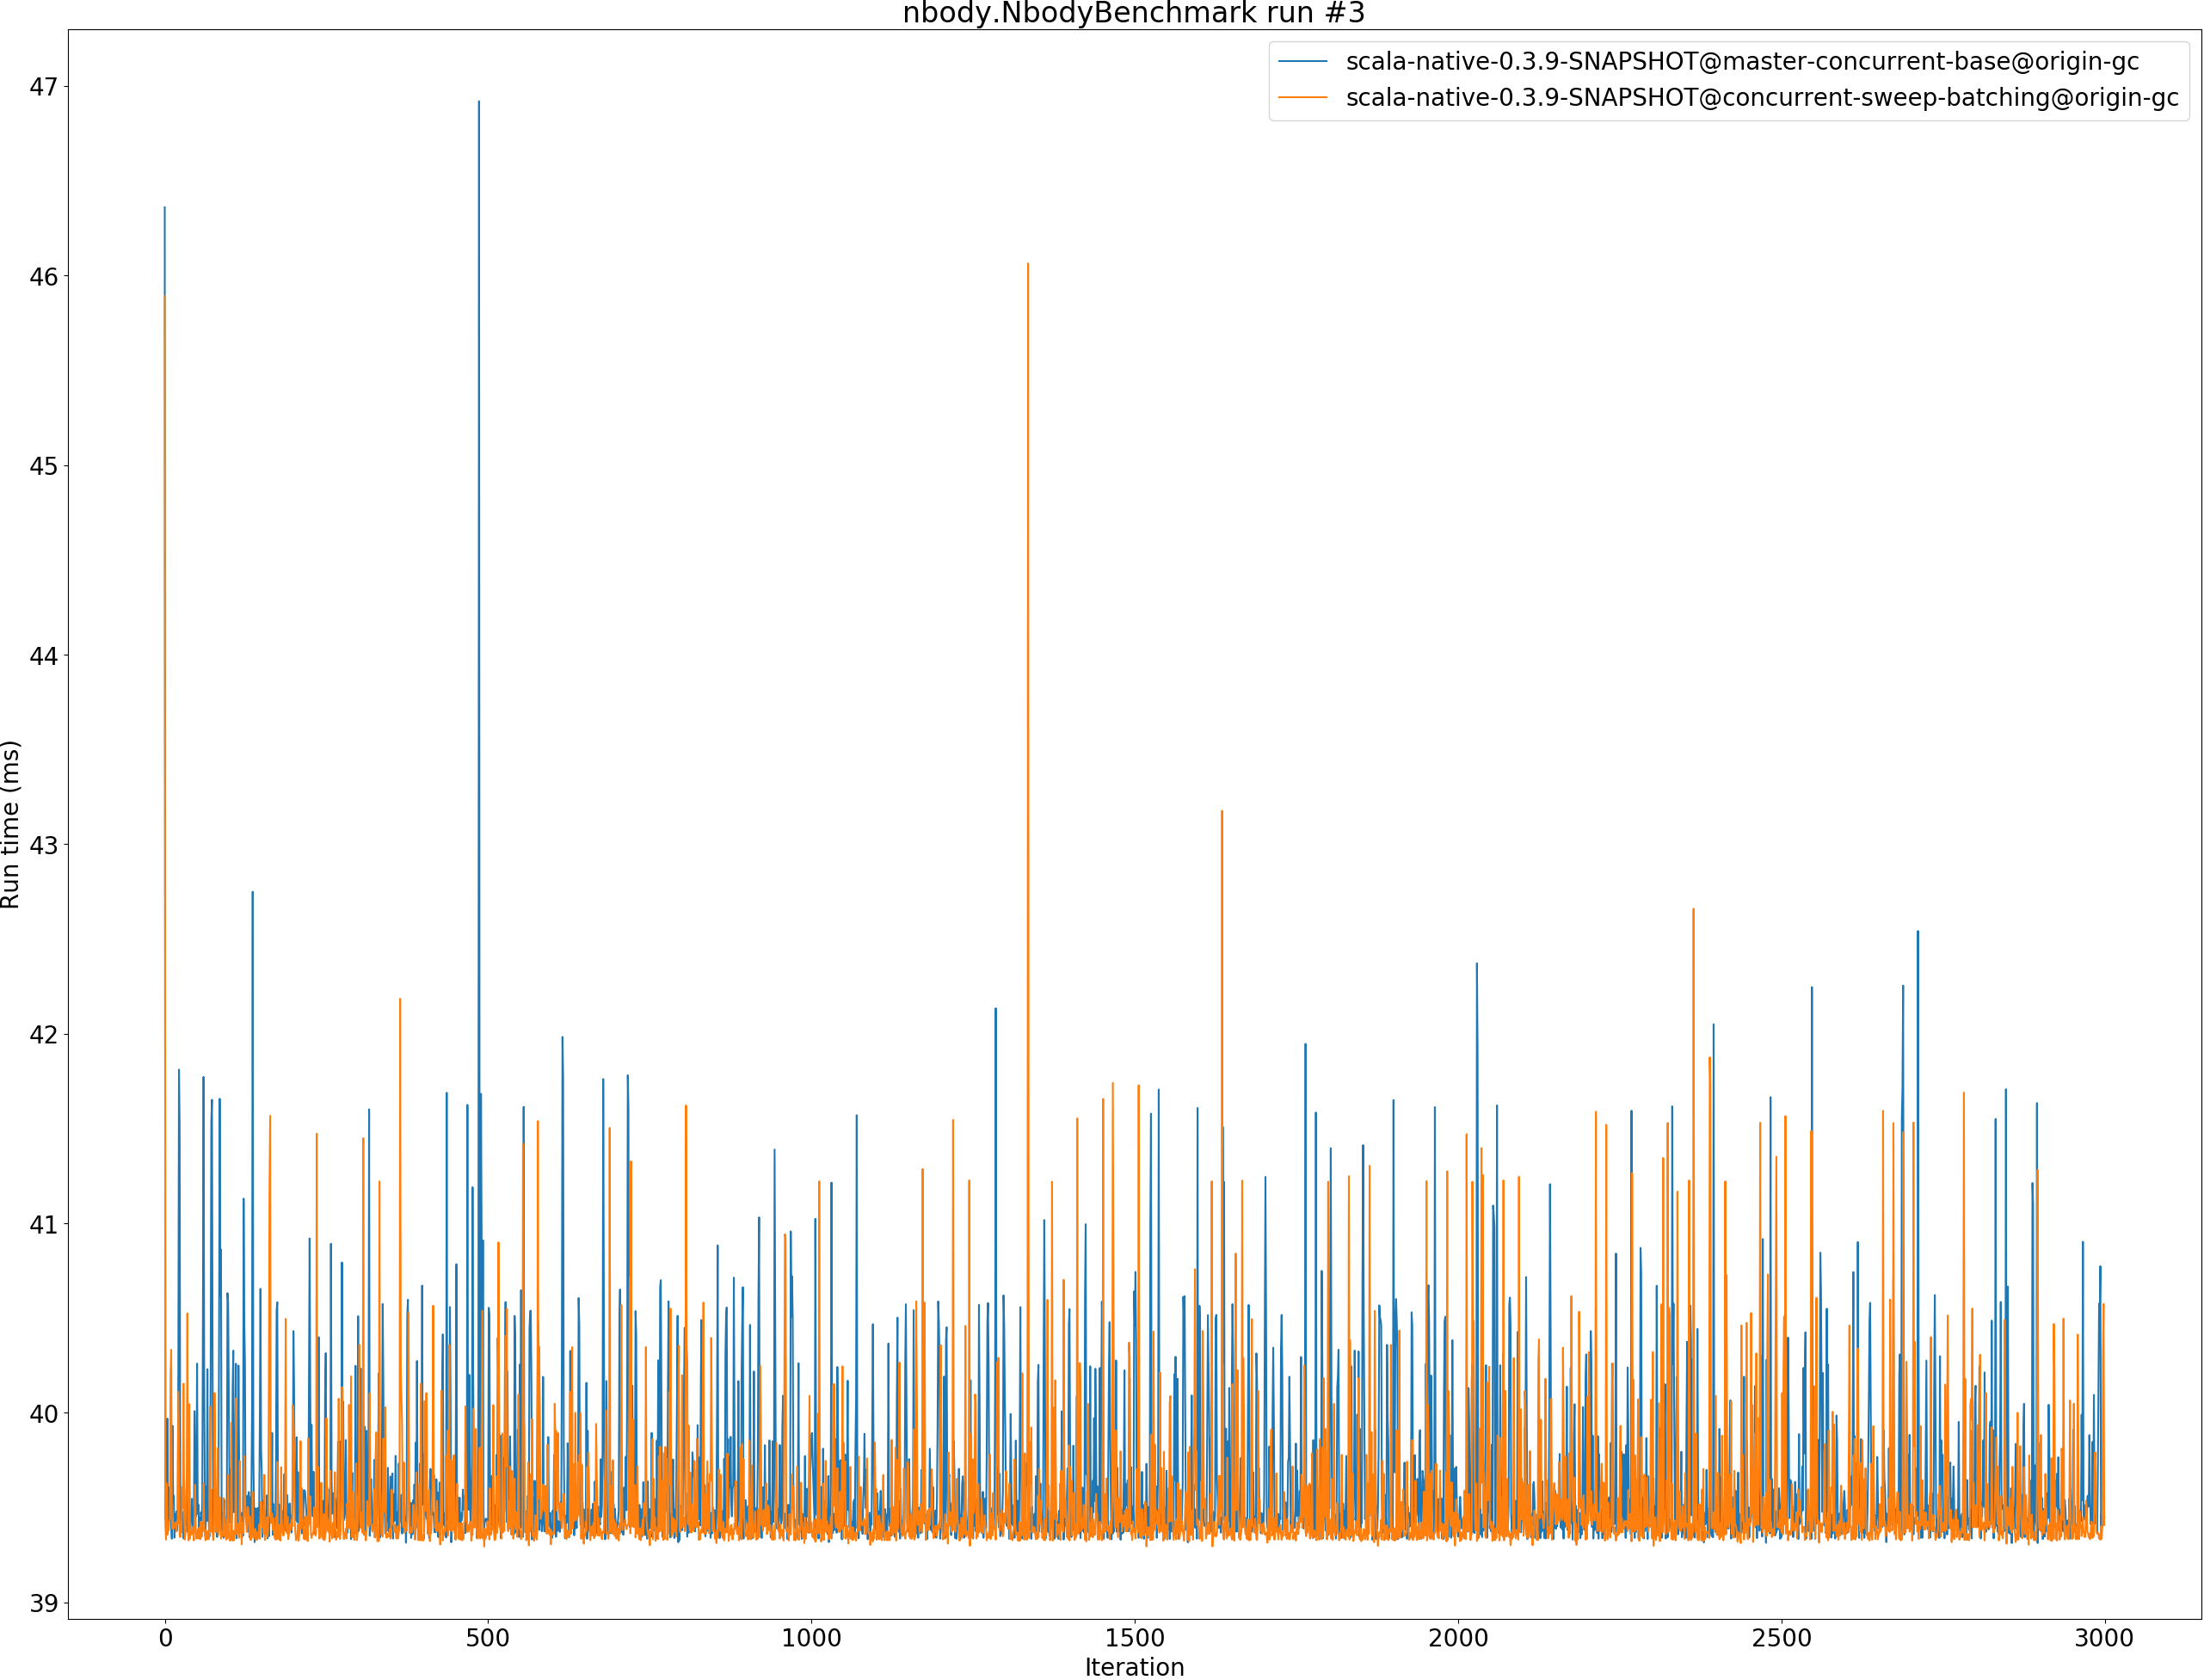 nbody.NbodyBenchmark run #3
scala-native-0.3.9-SNAPSHOT@master-concurrent-base@origin-gc
scala-native-0.3.9-SNAPSHOT@concurrent-sweep-batching@origin-gc
Run time (ms)
47
46
45
44
43
42
41
40
39
0 500 1000 1500 2000 2500 3000
Iteration